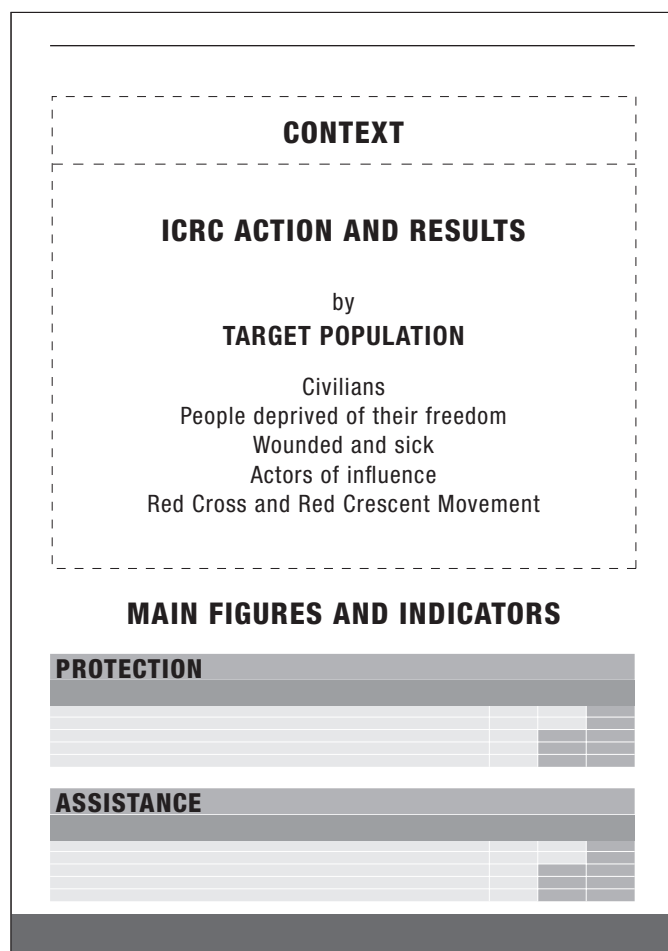 CONTEXT
ICRC ACTION AND RESULTS
by
TARGET POPULATION
Civilians
People deprived of their freedom
Wounded and sick
Actors of influence
Red Cross and Red Crescent Movement
MAIN FIGURES AND INDICATORS
PROTECTION
ASSISTANCE